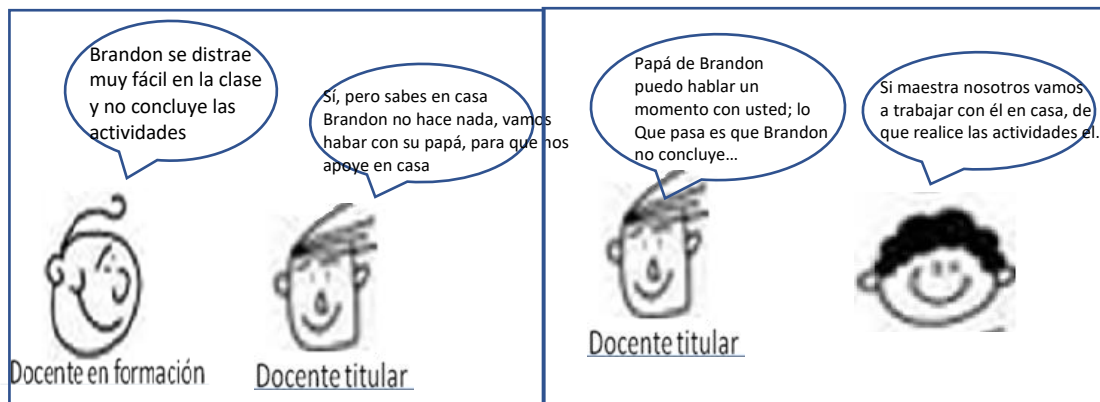 Brandon se distrae
muy fácil en la clase
y no concluye las
actividades
Sí, pero sabes en casa
Brandon no hace nada, vamos
habar con su papá, para que nos
apoye en casa
Docente en formación
Docente titular
Papá de Brandon
puedo hablar un
momento con usted; lo
Que pasa es que Brandon
no concluye...
Si maestra nosotros vamos
a trabajar con él en casa, de
que realice las actividades el.
Docente titular